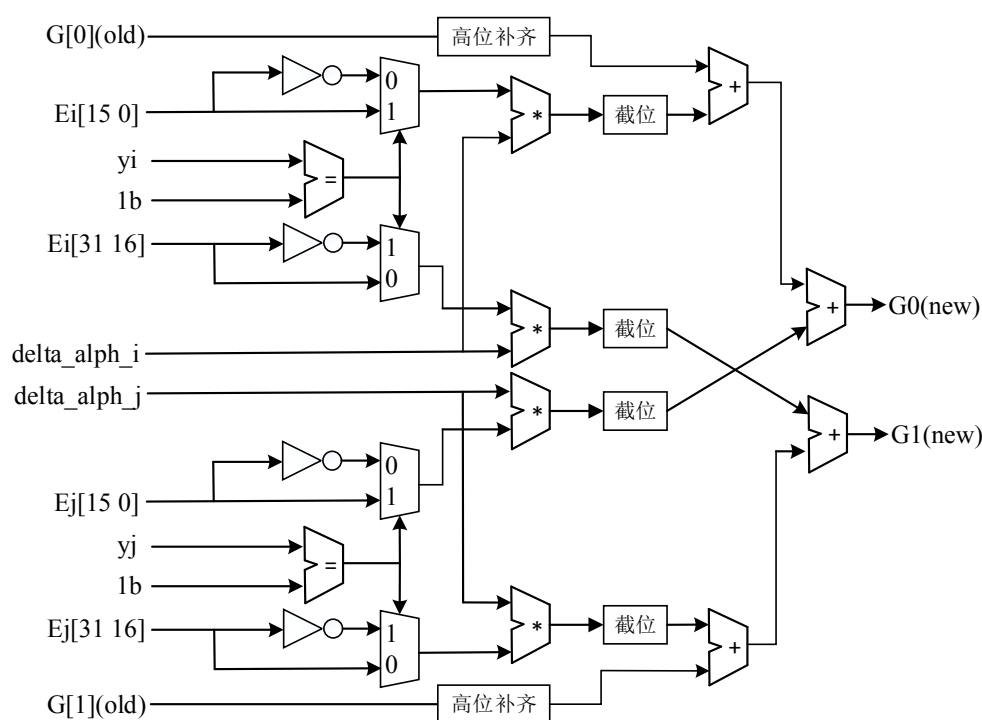 G[0](old)
高位补齐
+
Ei[15 0]
0
1
*
截位
yi
=
1b
Ei[31 16]
1
0
+
G0(new)
*
截位
delta_alph_i
delta_alph_j
*
截位
+
G1(new)
Ej[15 0]
0
1
yj
=
1b
Ej[31 16]
1
0
*
截位
+
G[1](old)
高位补齐